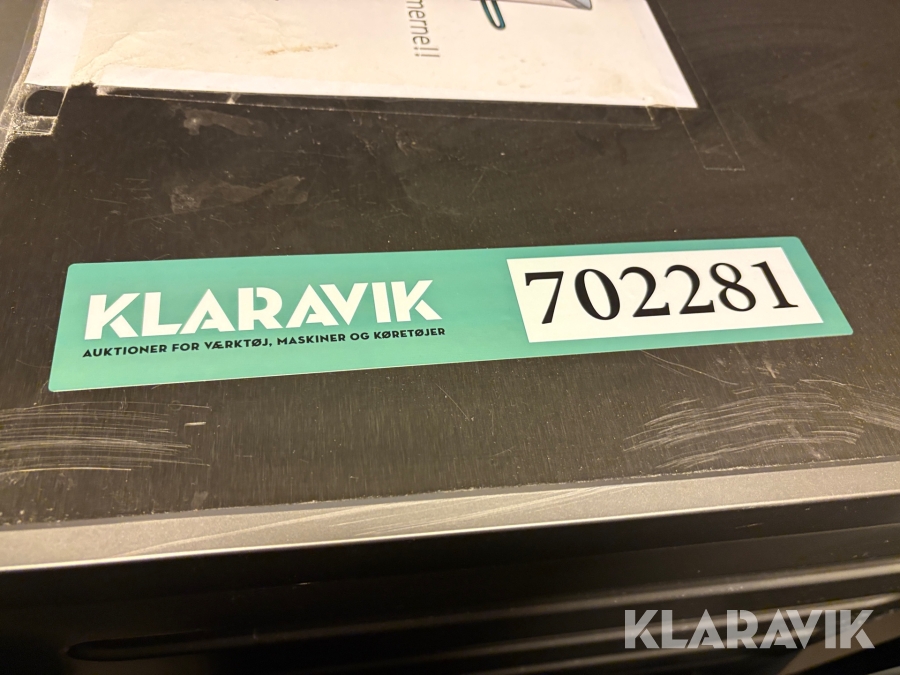 merne!!
KLARAVIK
AUKTIONER FOR VÆRKTØJ, MASKINER OG KØRETØJER
702281
KLARAVIK